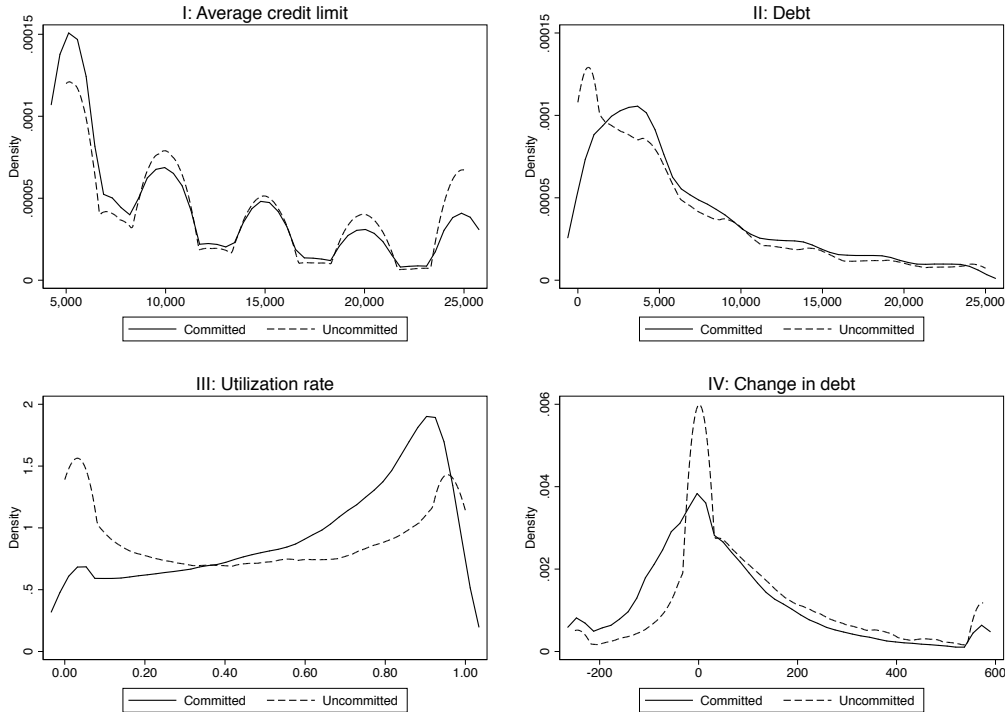 I: Average credit limit
Density
0 .00005 .0001 .00015
5,000 10,000 15,000 20,000 25,000
Committed Uncommitted
II: Debt
Density
0 .00005 .0001 .00015
0 5,000 10,000 15,000 20,000 25,000
Committed Uncommitted
III: Utilization rate
Density
0 .5 1 1.5 2
0.00 0.20 0.40 0.60 0.80 1.00
Committed Uncommitted
IV: Change in debt
Density
0 .002 .004 .006
-200 0 200 400 600
Committed Uncommitted